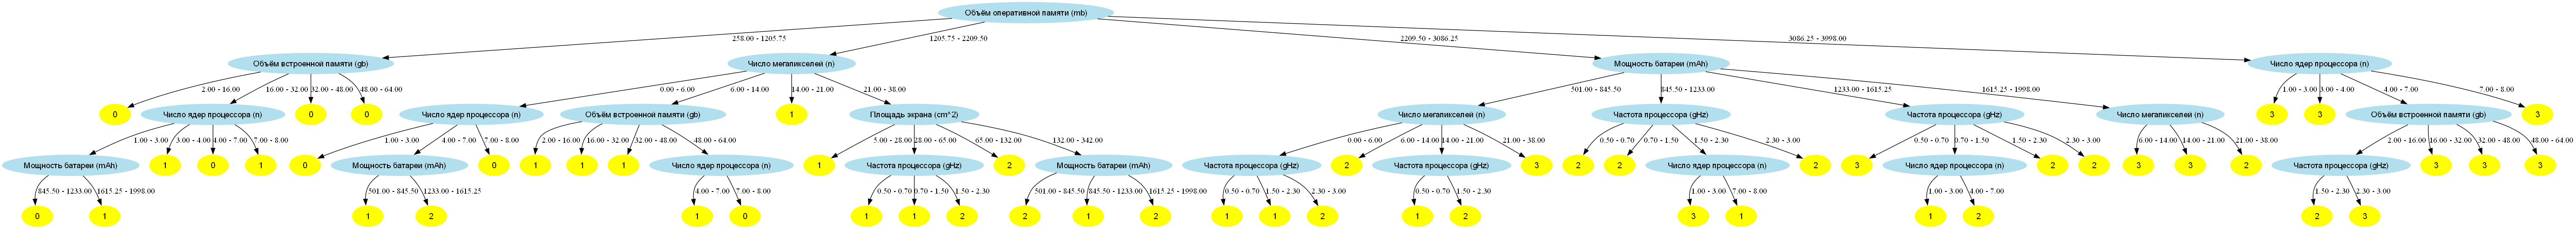 Объём оперативной памяти (mb)
258.00 - 1205.75
1205.75 - 2209.50
2209.50 - 3086.25
3086.25 - 3998.00
Объём встроенной памяти (gb)
Число мегапикселей (n)
Мощность батареи (mAh)
Число ядер процессора (n)
2.00 - 16.00
16.00 - 32.00
32.00 - 48.00
48.00 - 64.00
0.00 - 6.00
6.00 - 14.00
14.00 - 21.00
21.00 - 38.00
501.00 - 845.50
845.50 - 1233.00
1233.00 - 1615.25
1615.25 - 1998.00
1.00 - 3.00
3.00 - 4.00
4.00 - 7.00
7.00 - 8.00
0
Число ядер процессора (n)
0
0
Число ядер процессора (n)
Объём встроенной памяти (gb)
1
Площадь экрана (cm^2)
Число мегапикселей (n)
Частота процессора (gHz)
Частота процессора (gHz)
Число мегапикселей (n)
3
3
Объём встроенной памяти (gb)
3
1.00 - 3.00
3.00 - 4.00
4.00 - 7.00
7.00 - 8.00
1.00 - 3.00
4.00 - 7.00
7.00 - 8.00
2.00 - 16.00
16.00 - 32.00
32.00 - 48.00
48.00 - 64.00
5.00 - 28.00
28.00 - 65.00
65.00 - 132.00
132.00 - 342.00
0.00 - 6.00
6.00 - 14.00
14.00 - 21.00
21.00 - 38.00
0.50 - 0.70
0.70 - 1.50
1.50 - 2.30
2.30 - 3.00
0.50 - 0.70
0.70 - 1.50
1.50 - 2.30
2.30 - 3.00
6.00 - 14.00
14.00 - 21.00
21.00 - 38.00
2.00 - 16.00
16.00 - 32.00
32.00 - 48.00
48.00 - 64.00
Мощность батареи (mAh)
1
0
1
0
Мощность батареи (mAh)
0
1
1
1
Число ядер процессора (n)
1
Частота процессора (gHz)
2
Мощность батареи (mAh)
Частота процессора (gHz)
2
Частота процессора (gHz)
3
2
2
Число ядер процессора (n)
2
3
Число ядер процессора (n)
2
2
3
3
2
Частота процессора (gHz)
3
3
3
845.50 - 1233.00
1615.25 - 1998.00
501.00 - 845.50
1233.00 - 1615.25
4.00 - 7.00
7.00 - 8.00
0.50 - 0.70
0.70 - 1.50
1.50 - 2.30
501.00 - 845.50
845.50 - 1233.00
1615.25 - 1998.00
0.50 - 0.70
1.50 - 2.30
2.30 - 3.00
0.50 - 0.70
1.50 - 2.30
1.00 - 3.00
7.00 - 8.00
1.00 - 3.00
4.00 - 7.00
1.50 - 2.30
2.30 - 3.00
0
1
1
2
1
0
1
1
2
2
1
2
1
1
2
1
2
3
1
1
2
2
3